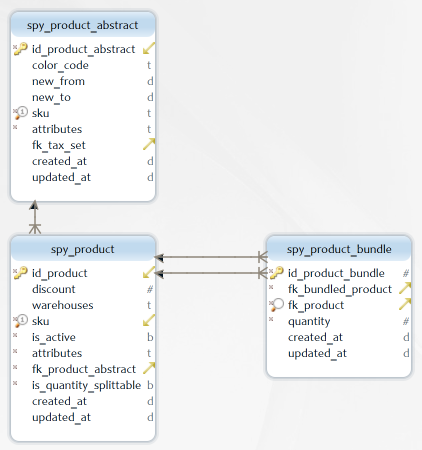 spy_product_abstract
id_product_abstract
color_code t
new_from d
new_to d
sku t
attributes t
fk_tax_set
created_at d
updated_at d
spy_product
id_product
discount #
warehouses t
sku
is_active b
attributes t
fk_product_abstract
is_quantity_splittable b
created_at d
updated_at d
spy_product_bundle
id_product_bundle #
fk_bundled_product
fk_product
quantity #
created_at d
updated_at d